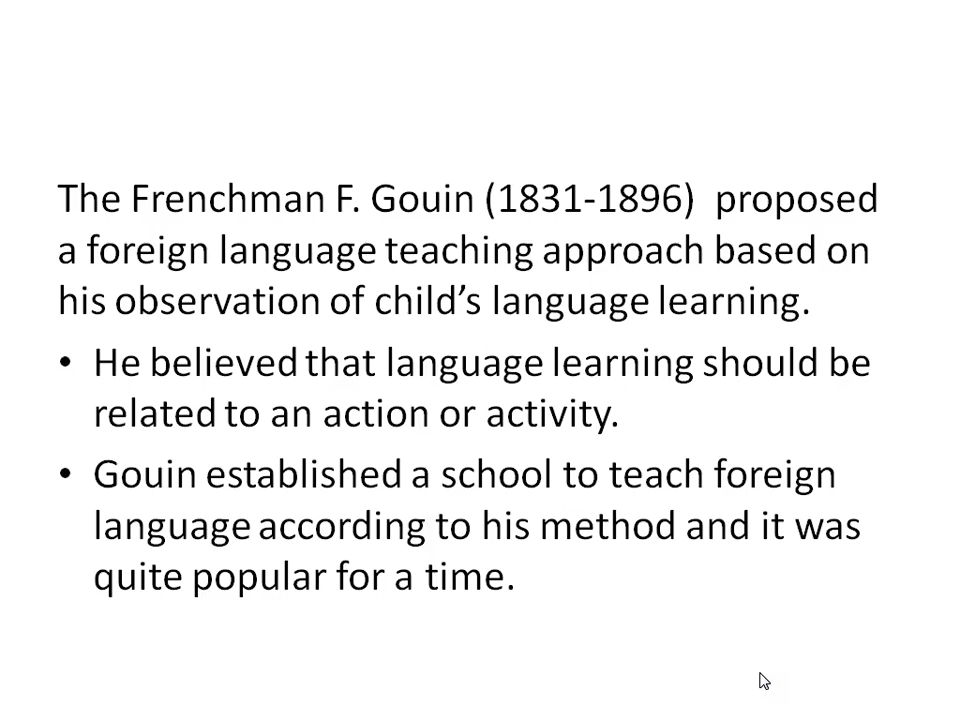 The Frenchman F. Gouin (1831-1896)  proposed
a foreign language teaching approach based on
his observation of child’s language learning.
• He believed that language learning should be
related to an action or activity.
• Gouin established a school to teach foreign
language according to his method and it was
quite popular for a time.